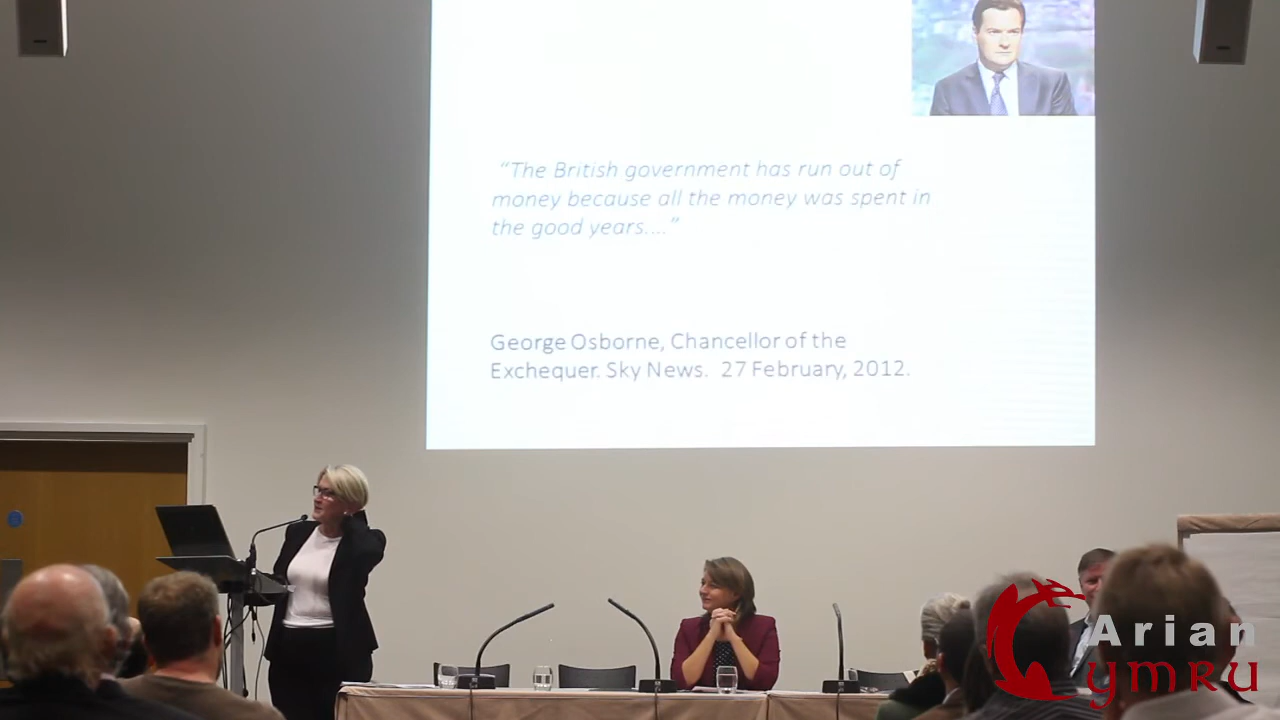 “The British government has run out of
money because all the money was spent in
the good years....”
George Osborne, Chancellor of the
Exchequer. Sky News. 27 February, 2012.
Arian
Cymru